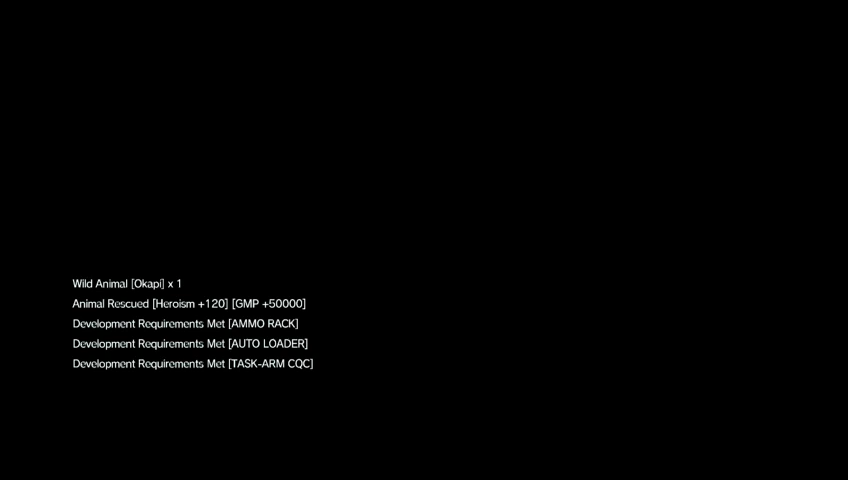 Wild Animal [Okapi] x 1
Animal Rescued [Heroism +120] [GMP +50000]
Development Requirements Met [AMMO RACK]
Development Requirements Met [AUTO LOADER]
Development Requirements Met [TASK-ARM CQC]